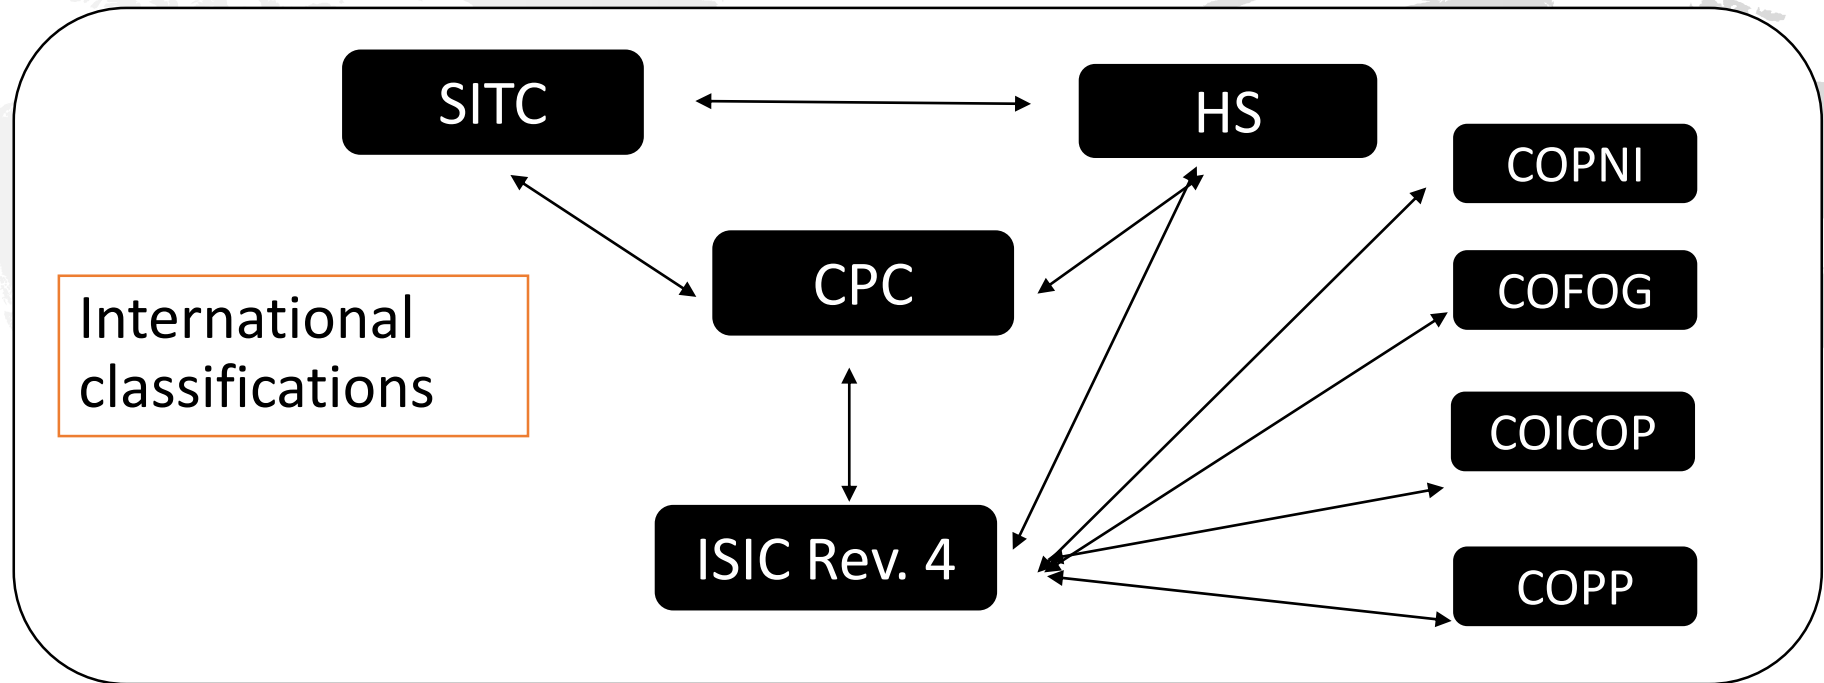 SITC
HS
COPNI
CPC
COFOG
International
classifications
COICOP
ISIC Rev. 4
COPP